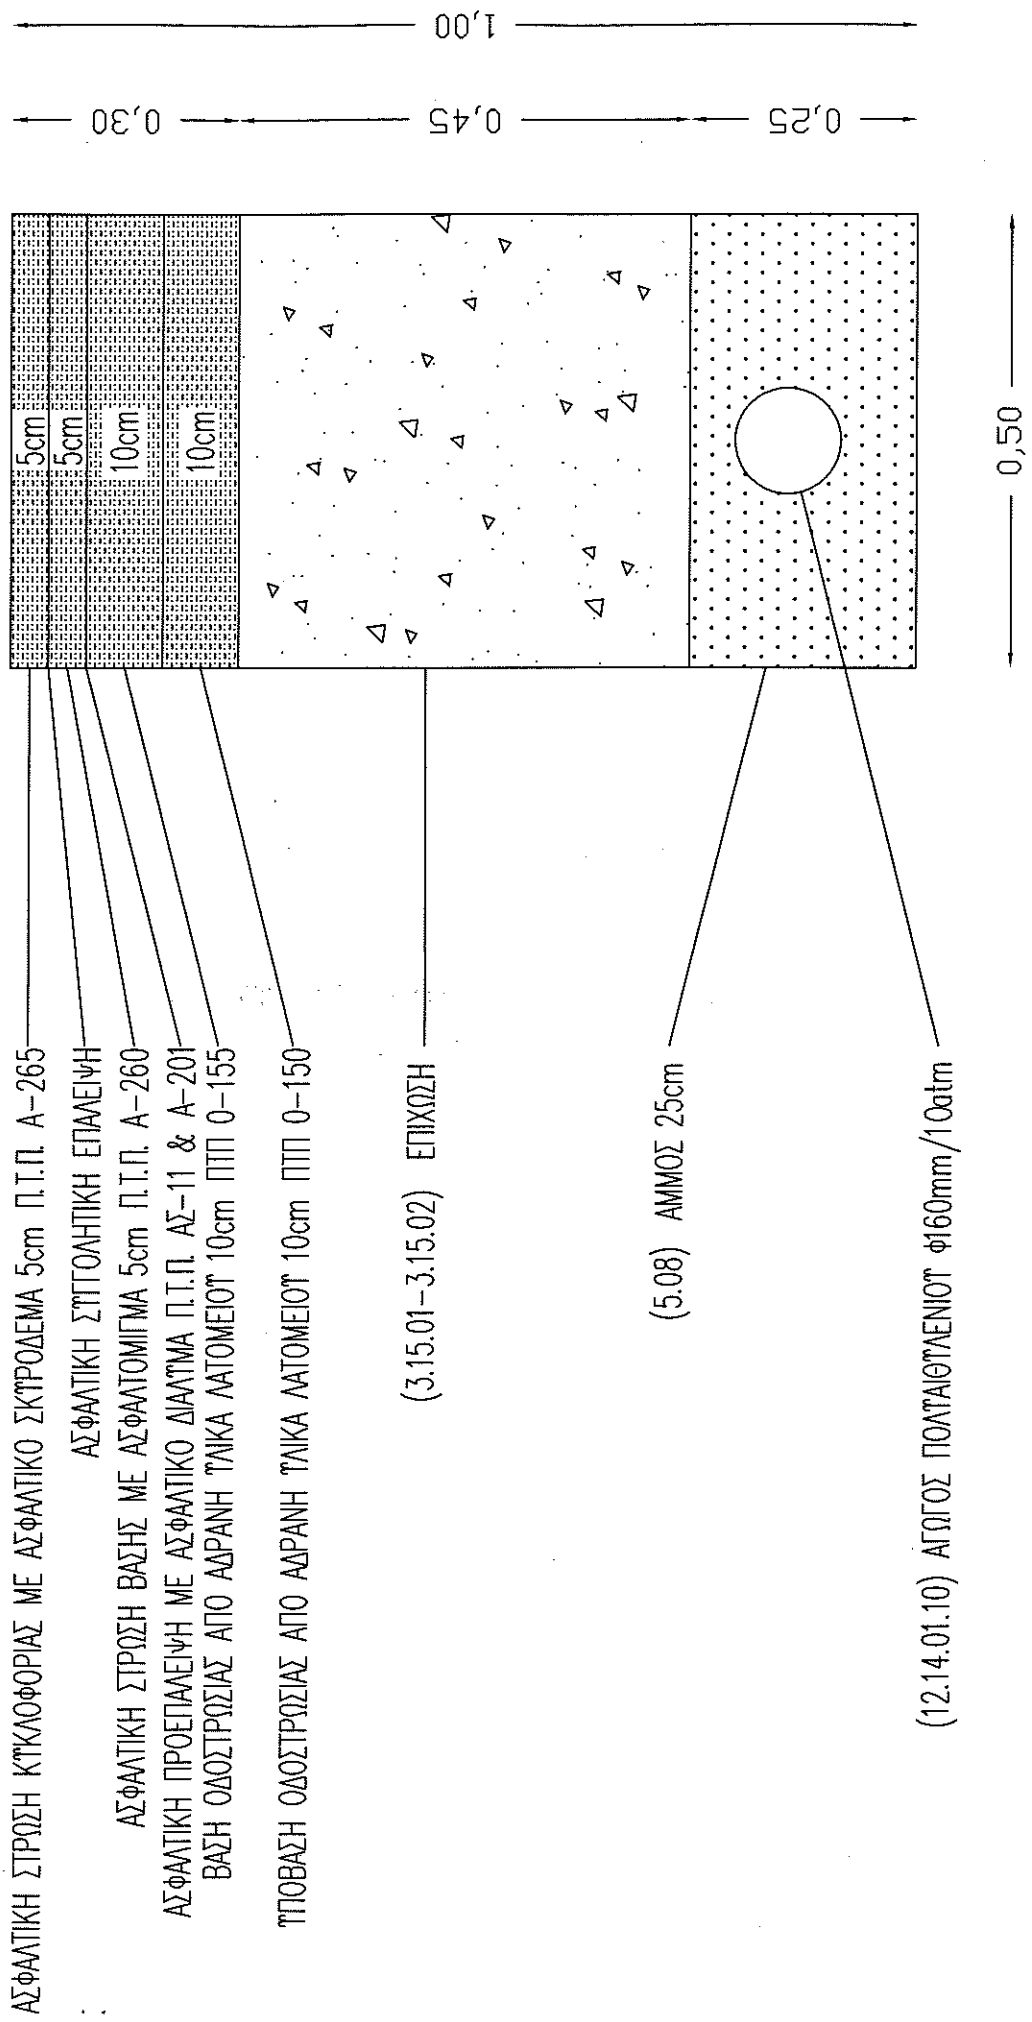 ΑΣΦΑΛΤΙΚΗ ΣΤΡΩΣΗ ΚΥΚΛΟΦΟΡΙΑΣ ΜΕ ΑΣΦΑΛΤΙΚΟ ΣΚΥΡΟΔΕΜΑ 5cm Π.Τ.Π. Α-265
ΑΣΦΑΛΤΙΚΗ ΣΥΓΓΟΛΗΤΙΚΗ ΕΠΑΛΕΙΨΗ
ΑΣΦΑΛΤΙΚΗ ΣΤΡΩΣΗ ΒΑΣΗΣ ΜΕ ΑΣΦΑΛΤΟΜΙΓΜΑ 5cm Π.Τ.Π. Α-260
ΑΣΦΑΛΤΙΚΗ ΠΡΟΕΠΑΛΕΙΨΗ ΜΕ ΑΣΦΑΛΤΙΚΟ ΔΙΑΛΥΜΑ Π.Τ.Π. ΑΣ-11 & Α-201
ΒΑΣΗ ΟΔΟΣΤΡΩΣΙΑΣ ΑΠΟ ΑΔΡΑΝΗ ΥΛΙΚΑ ΛΑΤΟΜΕΙΟΥ 10cm ΠΤΠ Ο-155
ΥΠΟΒΑΣΗ ΟΔΟΣΤΡΩΣΙΑΣ ΑΠΟ ΑΔΡΑΝΗ ΥΛΙΚΑ ΛΑΤΟΜΕΙΟΥ 10cm ΠΤΠ Ο-150
(3.15.01-3.15.02) ΕΠΙΧΩΣΗ
(5.08) ΑΜΜΟΣ 25cm
(12.14.01.10) ΑΓΩΓΟΣ ΠΟΛΥΑΙΘΥΛΕΝΙΟΥ Φ160mm/10atm
5cm
5cm
10cm
10cm
0,30
0,45
0,25
1,00
0,50